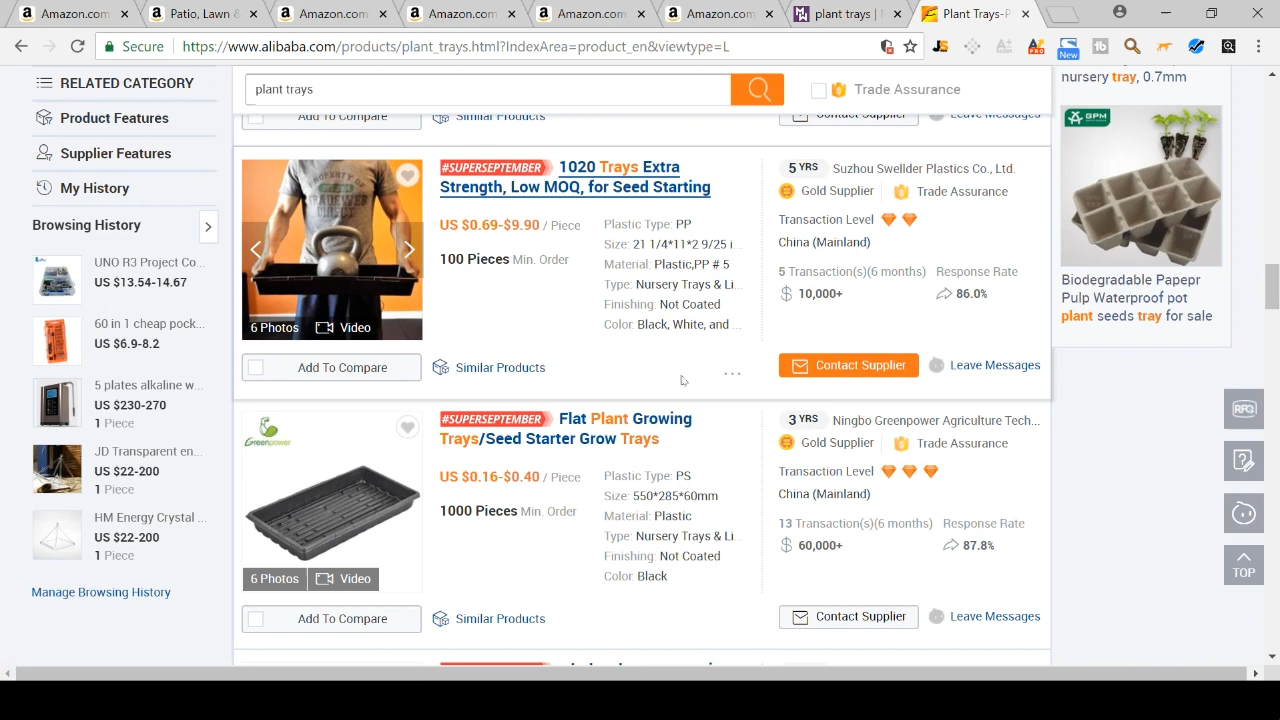 Amazon.com
Patio, Lawn &
Amazon.com
Amazon.com
Amazon.com
Amazon.com
plant trays |
Plant Trays-P
Secure
https://www.alibaba.com/products/plant_trays.html?IndexArea=product_en&viewtype=L
New
RELATED CATEGORY
Product Features
Supplier Features
My History
Browsing History
UNO R3 Project Co...
US $13.54-14.67
60 in 1 cheap pock...
US $6.9-8.2
5 plates alkaline w...
US $230-270
1 Piece
JD Transparent en...
US $22-200
1 Piece
HM Energy Crystal ...
US $22-200
1 Piece
Manage Browsing History
plant trays
Trade Assurance
Add To Compare
Similar Products
Contact Supplier
Leave Messages
#SUPERSEPTEMBER 1020 Trays Extra
Strength, Low MOQ, for Seed Starting
US $0.69-$9.90 / Piece
100 Pieces Min. Order
Plastic Type: PP
Size: 21 1/4*11*2 9/25 i...
Material: Plastic,PP # 5
Type: Nursery Trays & Li...
Finishing: Not Coated
Color: Black, White, and ...
5 YRS Suzhou Swellder Plastics Co., Ltd.
Gold Supplier
Trade Assurance
Transaction Level
China (Mainland)
5 Transaction(s)(6 months)
Response Rate
$ 10,000+
86.0%
6 Photos
Video
Add To Compare
Similar Products
...
Contact Supplier
Leave Messages
#SUPERSEPTEMBER Flat Plant Growing
Trays/Seed Starter Grow Trays
US $0.16-$0.40 / Piece
1000 Pieces Min. Order
Plastic Type: PS
Size: 550*285*60mm
Material: Plastic
Type: Nursery Trays & Li...
Finishing: Not Coated
Color: Black
3 YRS Ningbo Greenpower Agriculture Tech...
Gold Supplier
Trade Assurance
Transaction Level
China (Mainland)
13 Transaction(s)(6 months)
Response Rate
$ 60,000+
87.8%
Greenpower
6 Photos
Video
Add To Compare
Similar Products
Contact Supplier
Leave Messages
nursery tray, 0.7mm
GPM
Biodegradable Papepr
Pulp Waterproof pot
plant seeds tray for sale
RFQ
TOP